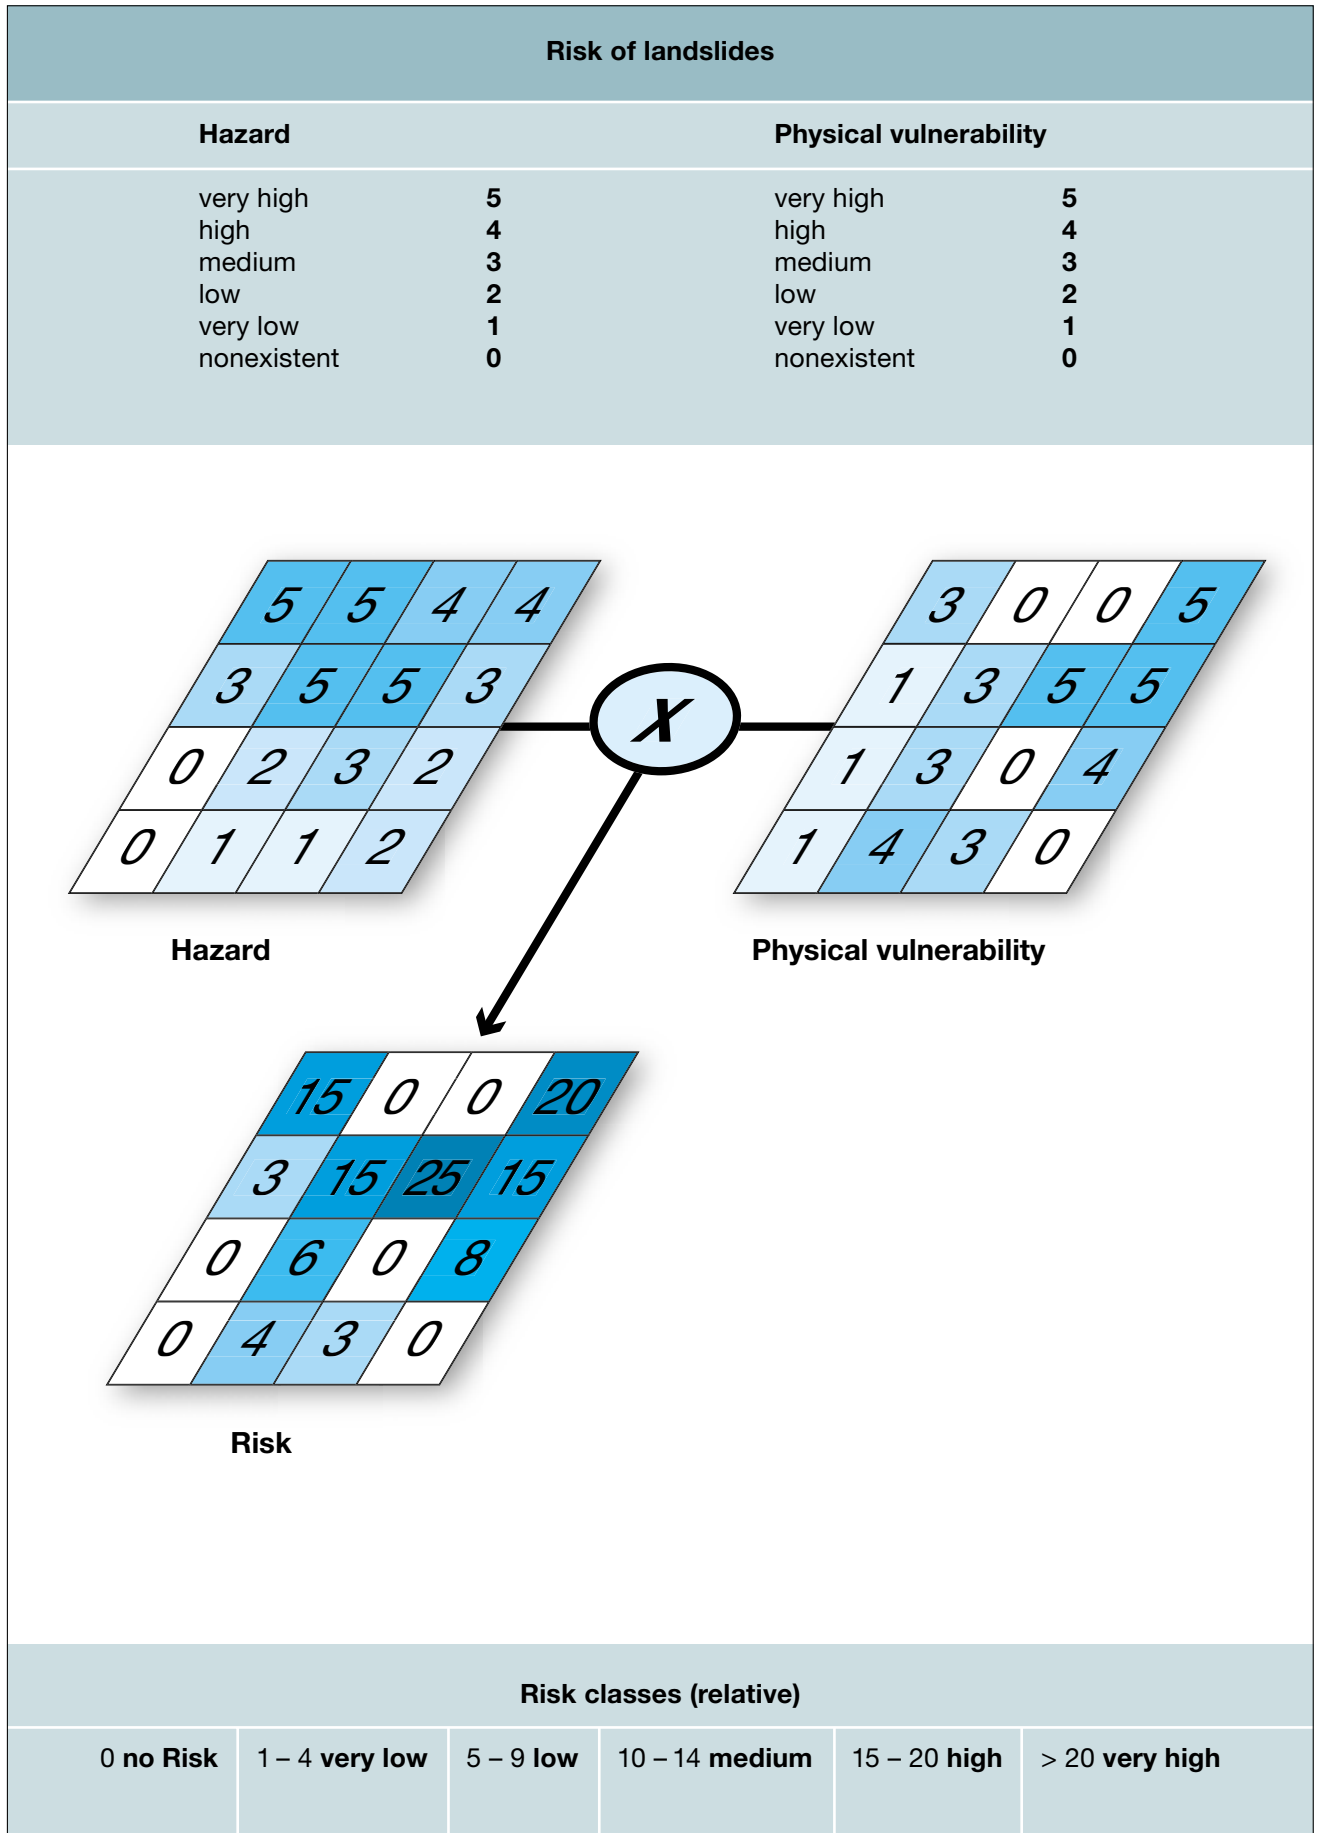 Risk of landslides
Hazard Physical vulnerability
very high 5 very high 5
high 4 high 4
medium 3 medium 3
low 2 low 2
very low 1 very low 1
nonexistent 0 nonexistent 0
5 5 4 4 3 0 0 5
3 5 5 3 1 3 5 5
X
0 2 3 2 1 3 0 4
0 1 1 2 1 4 3 0
Hazard Physical vulnerability
15 0 0 20
3 15 25 15
0 6 0 8
0 4 3 0
Risk
Risk classes (relative)
0 no Risk 1 – 4 very low 5 – 9 low 10 – 14 medium 15 – 20 high > 20 very high